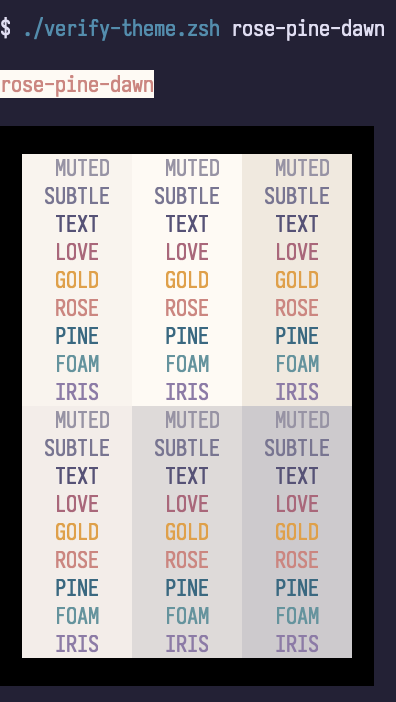 $ ./verify-theme.zsh rose-pine-dawn
rose-pine-dawn
MUTED MUTED MUTED
SUBTLE SUBTLE SUBTLE
TEXT TEXT TEXT
LOVE LOVE LOVE
GOLD GOLD GOLD
ROSE ROSE ROSE
PINE PINE PINE
FOAM FOAM FOAM
IRIS IRIS IRIS
MUTED MUTED MUTED
SUBTLE SUBTLE SUBTLE
TEXT TEXT TEXT
LOVE LOVE LOVE
GOLD GOLD GOLD
ROSE ROSE ROSE
PINE PINE PINE
FOAM FOAM FOAM
IRIS IRIS IRIS